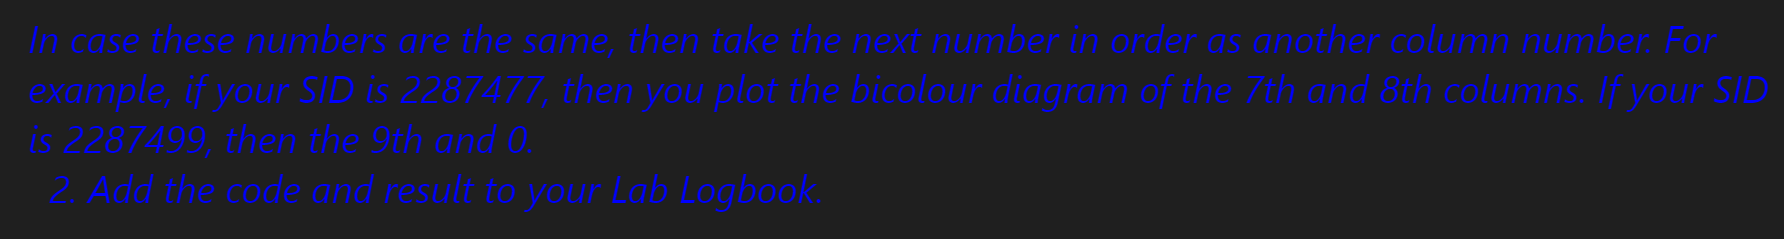 In case these numbers are the same, then take the next number in order as another column number. For
example, if your SID is 2287477, then you plot the bicolour diagram of the 7th and 8th columns. If your SID
is 2287499, then the 9th and 0.
2. Add the code and result to your Lab Logbook.